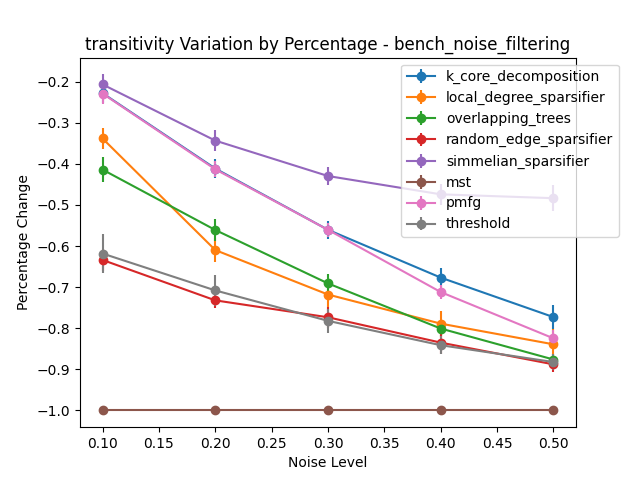 transitivity Variation by Percentage - bench_noise_filtering
k_core_decomposition
local_degree_sparsifier
overlapping_trees
random_edge_sparsifier
simmelian_sparsifier
mst
pmfg
threshold
Percentage Change
−0.2
−0.3
−0.4
−0.5
−0.6
−0.7
−0.8
−0.9
−1.0
0.10 0.15 0.20 0.25 0.30 0.35 0.40 0.45 0.50
Noise Level